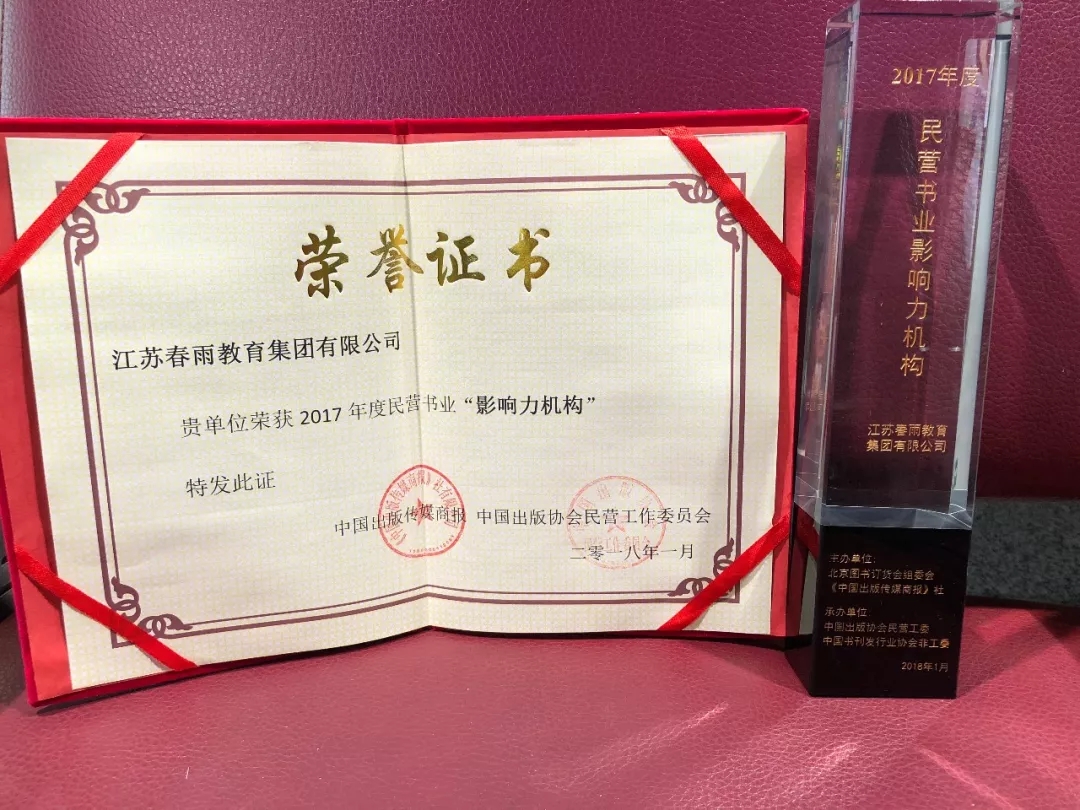 荣誉证书
江苏春雨教育集团有限公司
贵单位荣获 2017 年度民营书业“影响力机构”
特发此证
中国出版传媒商报 中国出版协会民营工作委员会
二零一八年一月
2017年度
民营书业影响力机构
江苏春雨教育
集团有限公司
主办单位:
北京图书订货会组委会
《中国出版传媒商报》社
承办单位:
中国出版协会民营工委
中国书刊发行业协会非工委
2018年1月